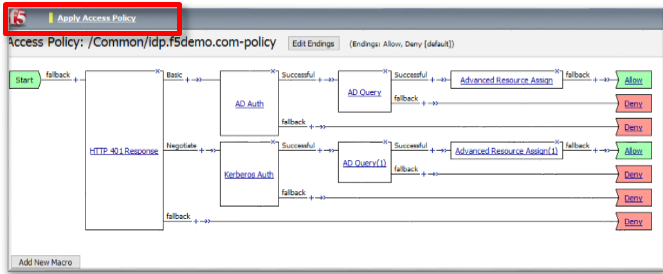 f5 Apply Access Policy
Access Policy: /Common/idp.f5demo.com-policy Edit Endings (Endings: Allow, Deny [default])
Start fallback + HTTP 401 Response Basic + AD Auth Successful + AD Query Successful + Advanced Resource Assign fallback + Allow
fallback + Deny
fallback + Deny
Negotiate + Kerberos Auth Successful + AD Query(1) Successful + Advanced Resource Assign(1) fallback + Allow
fallback + Deny
fallback + Deny
fallback + Deny
Add New Macro